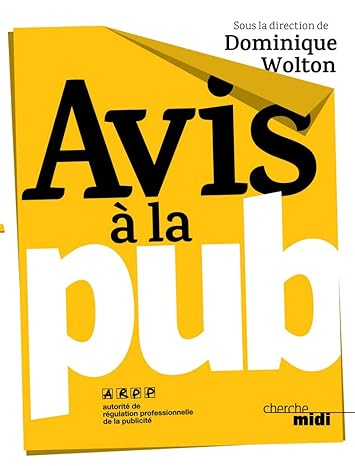 Sous la direction de
Dominique
Wolton
Avis
à la
pub
ARPP
autorité de
régulation professionnelle
de la publicité
cherche
midi